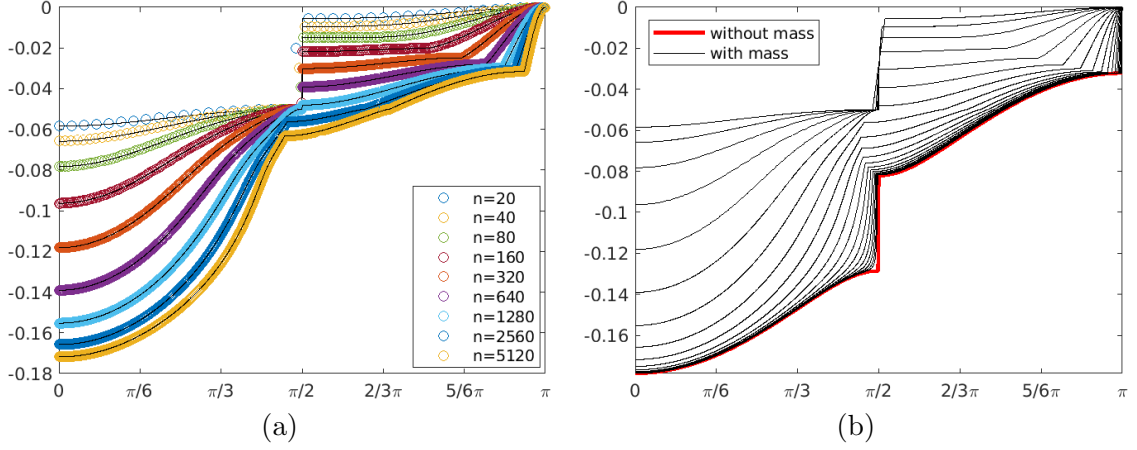 0
-0.02
-0.04
-0.06
-0.08
-0.1
-0.12
-0.14
-0.16
-0.18
0 π/6 π/3 π/2 2/3π 5/6π π
n=20
n=40
n=80
n=160
n=320
n=640
n=1280
n=2560
n=5120
(a)
0
-0.02
-0.04
-0.06
-0.08
-0.1
-0.12
-0.14
-0.16
0 π/6 π/3 π/2 2/3π 5/6π π
without mass
with mass
(b)